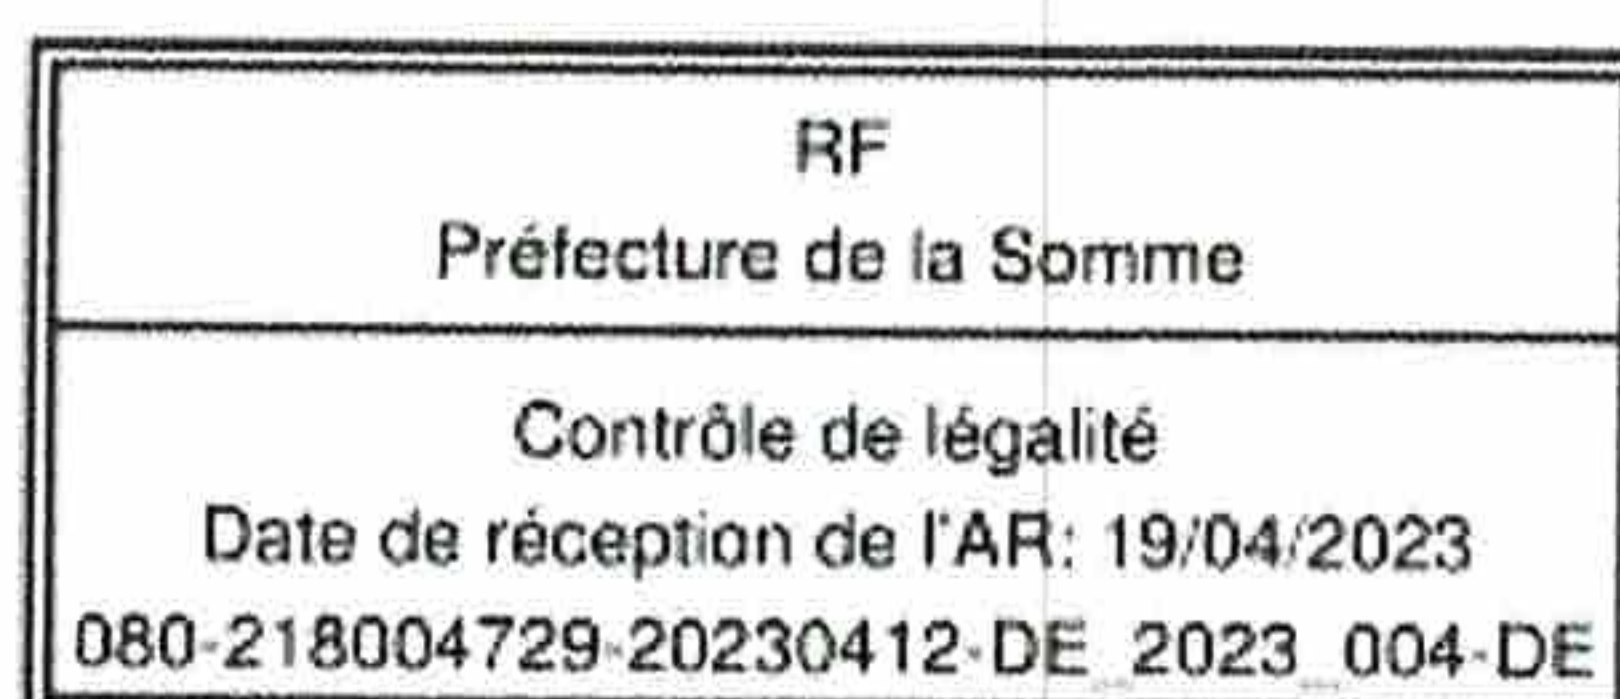 RF
Préfecture de la Somme
Contrôle de légalité
Date de réception de l'AR: 19/04/2023
080-218004729-20230412-DE_2023_004-DE